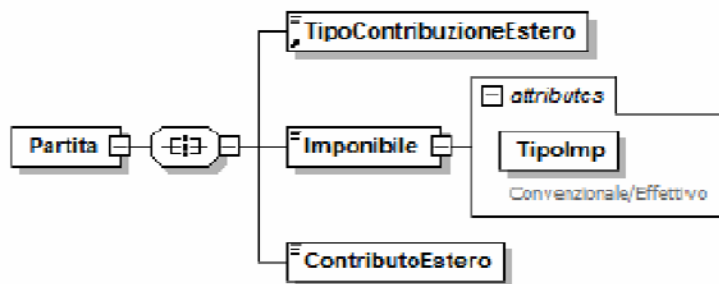 TipoContribuzioneEstero
attributes
Partita
Imponibile
TipoImp
Convenzionale/Effettivo
ContributoEstero